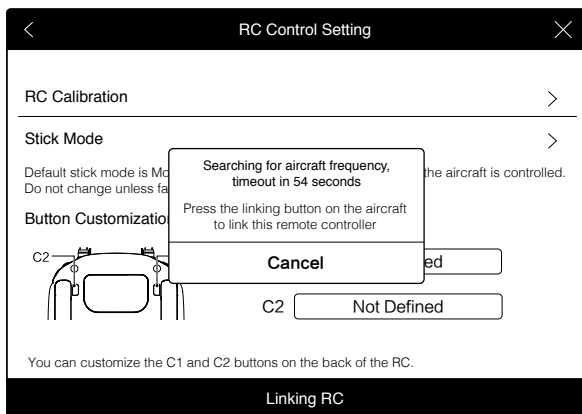 RC Control Setting
RC Calibration
Stick Mode
Default stick mode is Mo
the aircraft is controlled.
Do not change unless fa
Searching for aircraft frequency,
timeout in 54 seconds
Press the linking button on the aircraft
to link this remote controller
Cancel
Button Customization
C2
ed
C2 Not Defined
You can customize the C1 and C2 buttons on the back of the RC.
Linking RC